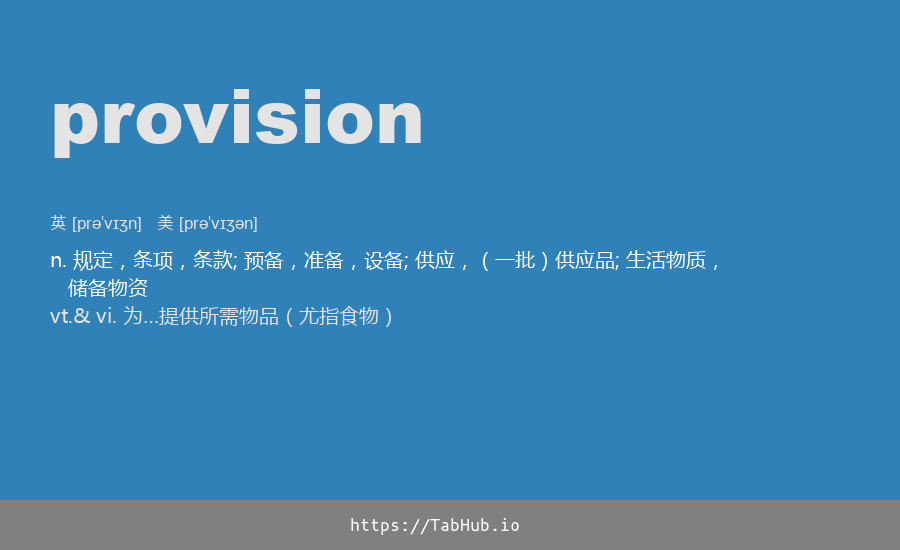 provision
英 [prəˈvɪʒn] 美 [prəˈvɪʒən]
n. 规定，条项，条款; 预备，准备，设备; 供应，（一批）供应品; 生活物质，
储备物资
vt.& vi. 为...提供所需物品（尤指食物）
https://TabHub.io